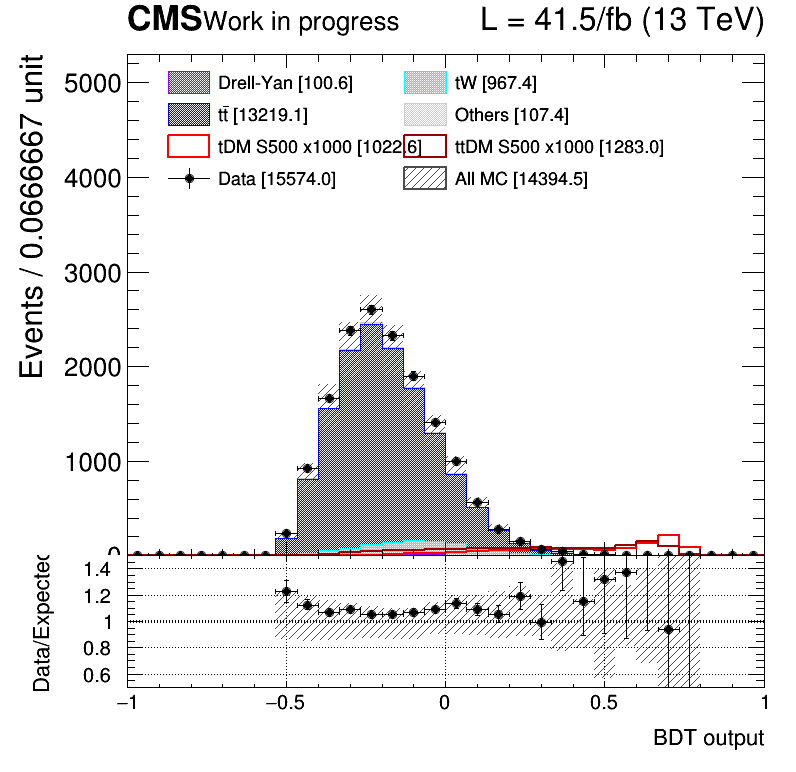 CMS Work in progress L = 41.5/fb (13 TeV)
Events / 0.0666667 unit
5000
4000
3000
2000
1000
0
Drell-Yan [100.6] tW [967.4]
tt̄ [13219.1] Others [107.4]
tDM S500 x1000 [1022.6] ttDM S500 x1000 [1283.0]
Data [15574.0] All MC [14394.5]
Data/Expected
1.4
1.2
1
0.8
0.6
−1 −0.5 0 0.5 1
BDT output